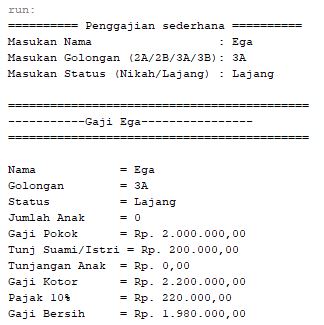 run:
========== Penggajian sederhana ==========
Masukan Nama                  : Ega
Masukan Golongan (2A/2B/3A/3B): 3A
Masukan Status (Nikah/Lajang) : Lajang
===========================================
-----------Gaji Ega----------------
===========================================
Nama            = Ega
Golongan        = 3A
Status          = Lajang
Jumlah Anak     = 0
Gaji Pokok      = Rp. 2.000.000,00
Tunj Suami/Istri = Rp. 200.000,00
Tunjangan Anak  = Rp. 0,00
Gaji Kotor      = Rp. 2.200.000,00
Pajak 10%       = Rp. 220.000,00
Gaji Bersih     = Rp. 1.980.000,00